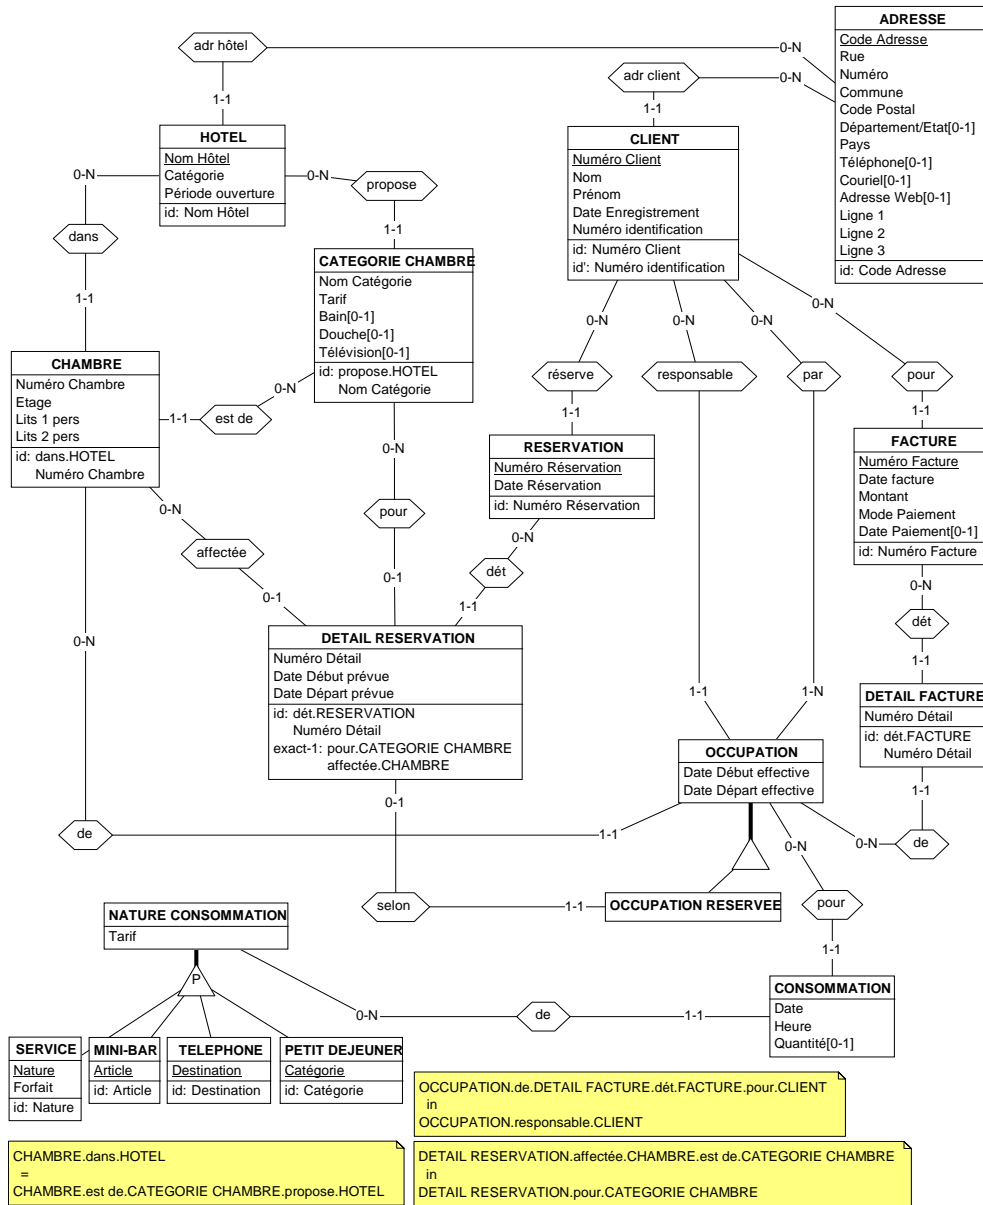 adr hôtel
0-N
1-1
ADRESSE
Code Adresse
Rue
Numéro
Commune
Code Postal
Département/Etat[0-1]
Pays
Téléphone[0-1]
Couriel[0-1]
Adresse Web[0-1]
Ligne 1
Ligne 2
Ligne 3
id: Code Adresse
adr client
0-N
1-1
HOTEL
Nom Hôtel
Catégorie
Période ouverture
id: Nom Hôtel
0-N
0-N
propose
1-1
dans
1-1
CLIENT
Numéro Client
Nom
Prénom
Date Enregistrement
Numéro identification
id: Numéro Client
id': Numéro identification
CATEGORIE CHAMBRE
Nom Catégorie
Tarif
Bain[0-1]
Douche[0-1]
Télévision[0-1]
id: propose.HOTEL
Nom Catégorie
0-N
0-N
0-N
0-N
CHAMBRE
Numéro Chambre
Etage
Lits 1 pers
Lits 2 pers
id: dans.HOTEL
Numéro Chambre
1-1
est de
0-N
réserve
responsable
par
pour
1-1
1-1
RESERVATION
Numéro Réservation
Date Réservation
id: Numéro Réservation
FACTURE
Numéro Facture
Date facture
Montant
Mode Paiement
Date Paiement[0-1]
id: Numéro Facture
0-N
0-N
pour
0-N
affectée
dét
0-1
0-1
1-1
0-N
dét
1-1
0-N
DETAIL RESERVATION
Numéro Détail
Date Début prévue
Date Départ prévue
id: dét.RESERVATION
Numéro Détail
exact-1: pour.CATEGORIE CHAMBRE
affectée.CHAMBRE
1-1
1-N
DETAIL FACTURE
Numéro Détail
id: dét.FACTURE
Numéro Détail
OCCUPATION
Date Début effective
Date Départ effective
1-1
0-1
de
1-1
0-N
0-N
de
selon
1-1
OCCUPATION RESERVEE
pour
1-1
NATURE CONSOMMATION
Tarif
P
0-N
de
1-1
CONSOMMATION
Date
Heure
Quantité[0-1]
SERVICE
Nature
Forfait
id: Nature
MINI-BAR
Article
id: Article
TELEPHONE
Destination
id: Destination
PETIT DEJEUNER
Catégorie
id: Catégorie
OCCUPATION.de.DETAIL FACTURE.dét.FACTURE.pour.CLIENT
in
OCCUPATION.responsable.CLIENT
CHAMBRE.dans.HOTEL
=
CHAMBRE.est de.CATEGORIE CHAMBRE.propose.HOTEL
DETAIL RESERVATION.affectée.CHAMBRE.est de.CATEGORIE CHAMBRE
in
DETAIL RESERVATION.pour.CATEGORIE CHAMBRE